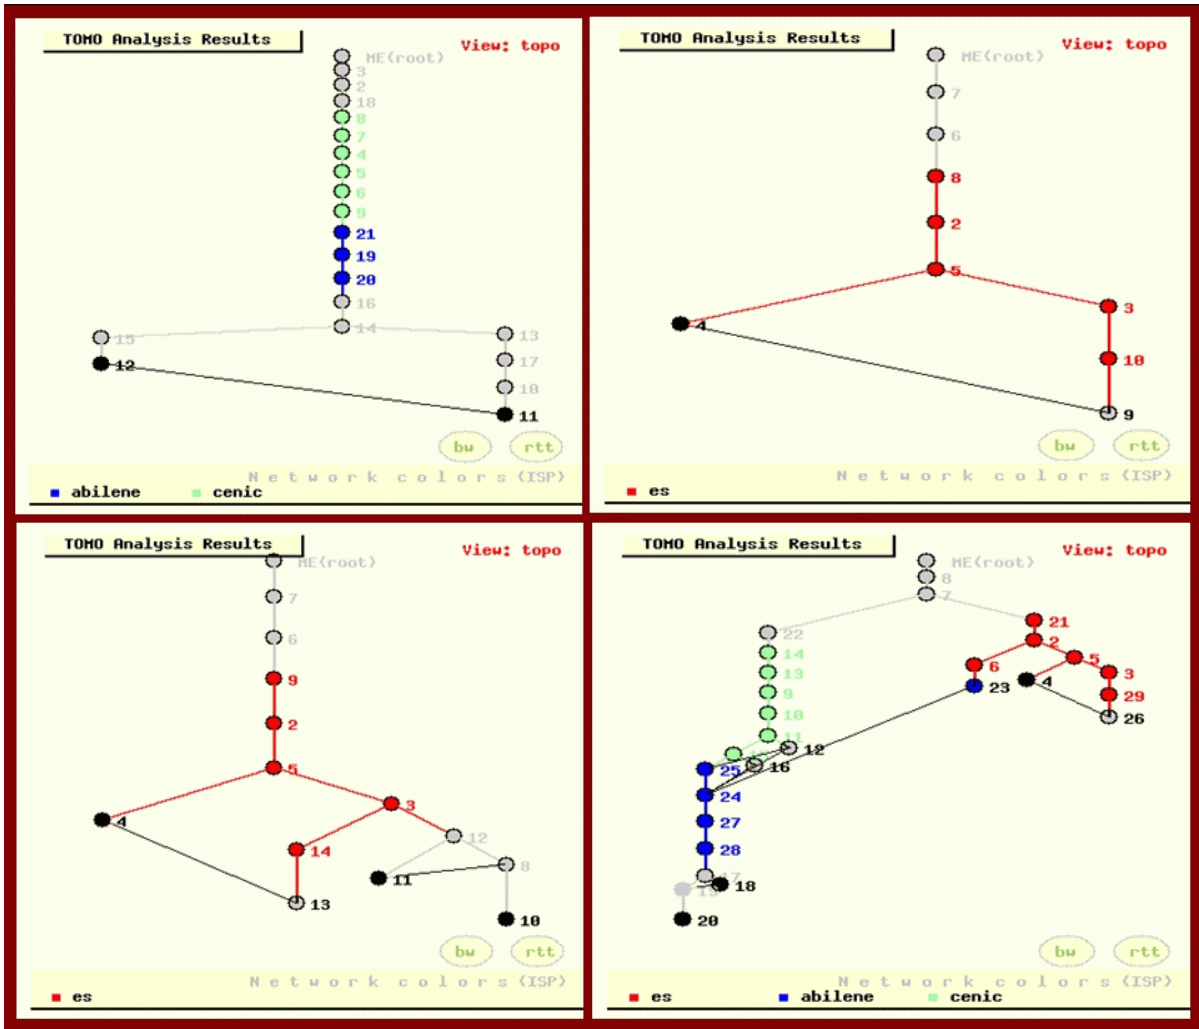 TOMO Analysis Results
View: topo
ME(root)
3
2
18
8
7
4
5
6
9
21
19
20
16
14
15
13
12
17
10
11
bw rtt
Network colors(ISP)
abilene cenic
TOMO Analysis Results
View: topo
ME(root)
7
6
8
2
5
3
4
10
9
bw rtt
Network colors(ISP)
es
TOMO Analysis Results
View: topo
ME(root)
7
6
9
2
5
3
4
12
14
8
11
13
10
bw rtt
Network colors(ISP)
es
TOMO Analysis Results
View: topo
ME(root)
8
7
21
22
2
14
5
6
3
13
4
23
9
29
10
26
11
12
16
25
24
27
28
17
18
20
bw rtt
Network colors(ISP)
es abilene cenic